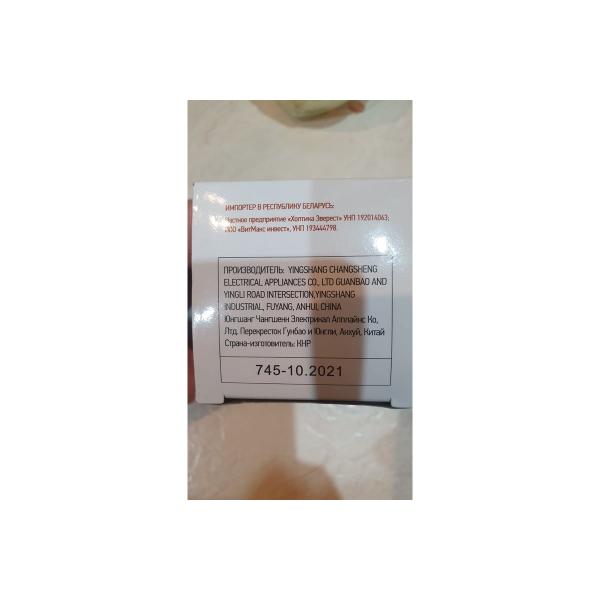 ИМПОРТЕР В РЕСПУБЛИКУ БЕЛАРУСЬ:
Частное предприятие «Хоптика Эверест» УНП 192014063;
ООО «ВитМакс инвест», УНП 193444798.
ПРОИЗВОДИТЕЛЬ: YINGSHANG CHANGSHENG
ELECTRICAL APPLIANCES CO., LTD GUANBAO AND
YINGLI ROAD INTERSECTION,YINGSHANG
INDUSTRIAL, FUYANG, ANHUI, CHINA
Юнгшанг Чангшенн Электрикал Апплайнс Ко,
Лтд. Перекресток Гунбао и Юнгли, Анхуй, Китай
Страна-изготовитель: КНР
745-10.2021